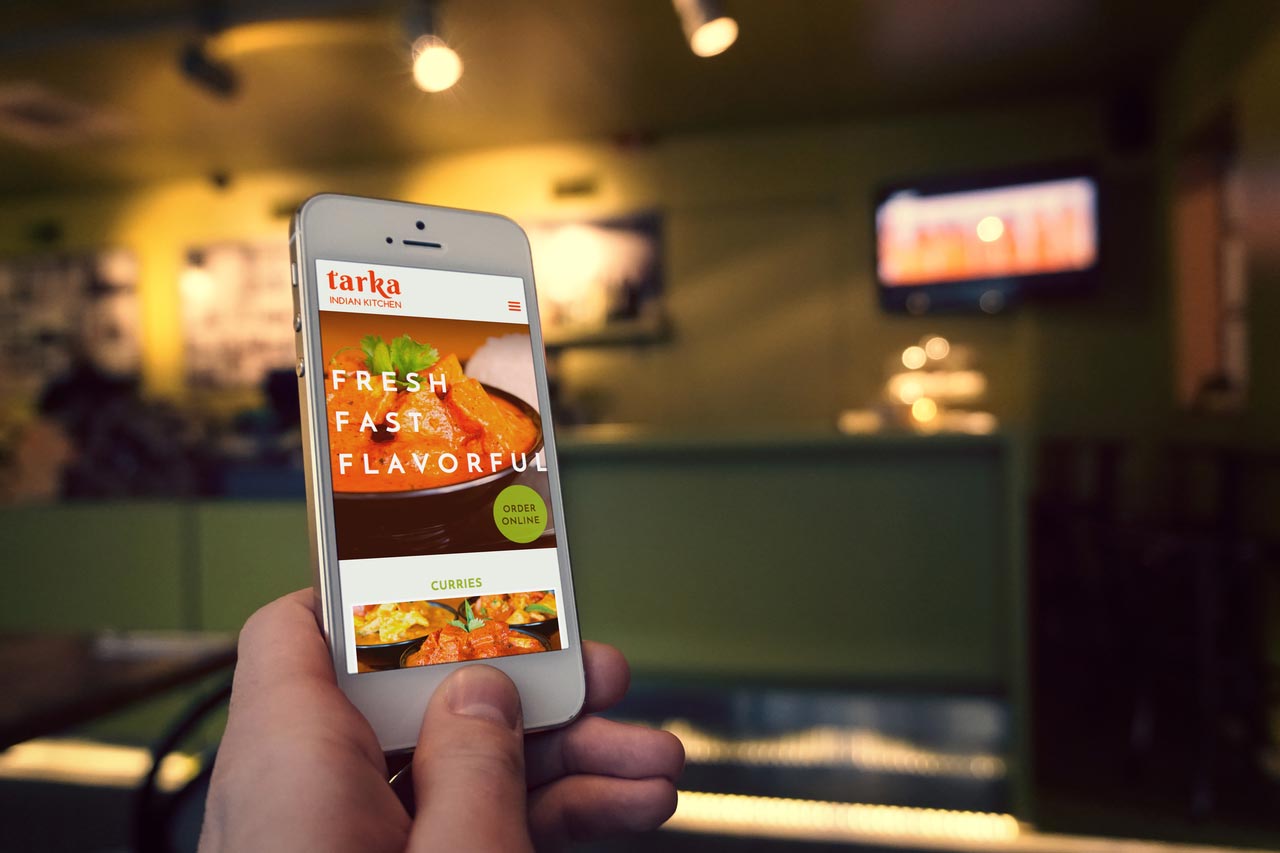 tarka
INDIAN KITCHEN
FRESH
FAST
FLAVORFUL
ORDER
ONLINE
CURRIES